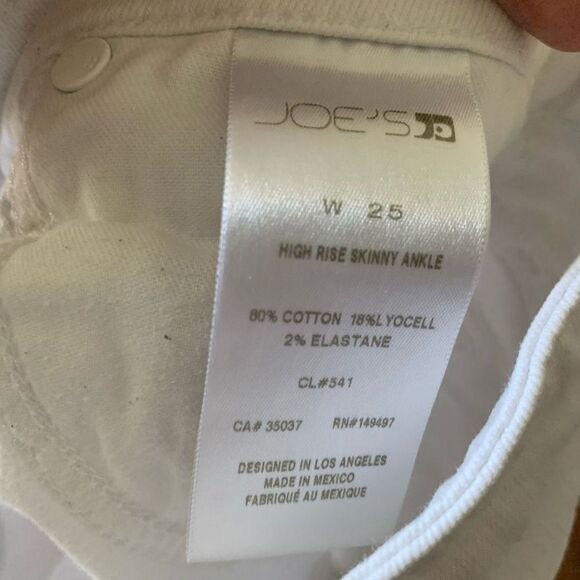 JOE'S
W 25
HIGH RISE SKINNY ANKLE
80% COTTON 18%LYOCELL
2% ELASTANE
CL#541
CA# 35037 RN#149497
DESIGNED IN LOS ANGELES
MADE IN MEXICO
FABRIQUÉ AU MEXIQUE